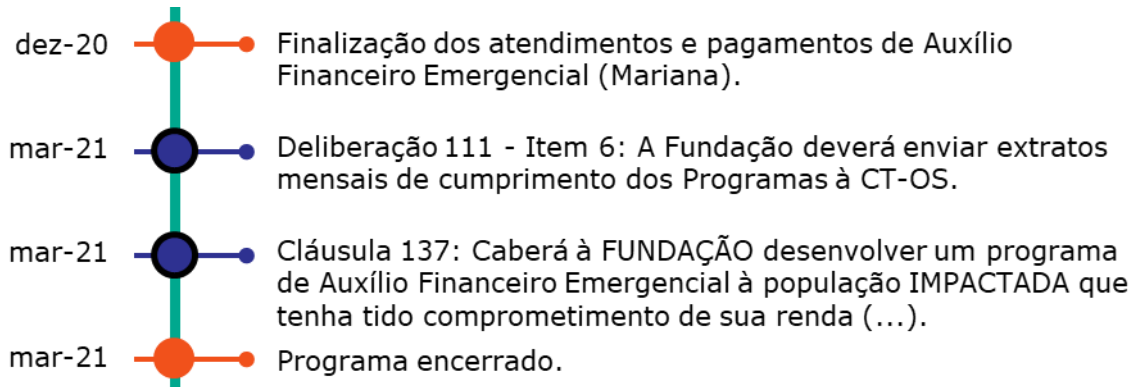 dez-20
Finalização dos atendimentos e pagamentos de Auxílio
Financeiro Emergencial (Mariana).
mar-21
Deliberação 111 - Item 6: A Fundação deverá enviar extratos
mensais de cumprimento dos Programas à CT-OS.
mar-21
Cláusula 137: Caberá à FUNDAÇÃO desenvolver um programa
de Auxílio Financeiro Emergencial à população IMPACTADA que
tenha tido comprometimento de sua renda (...).
mar-21
Programa encerrado.